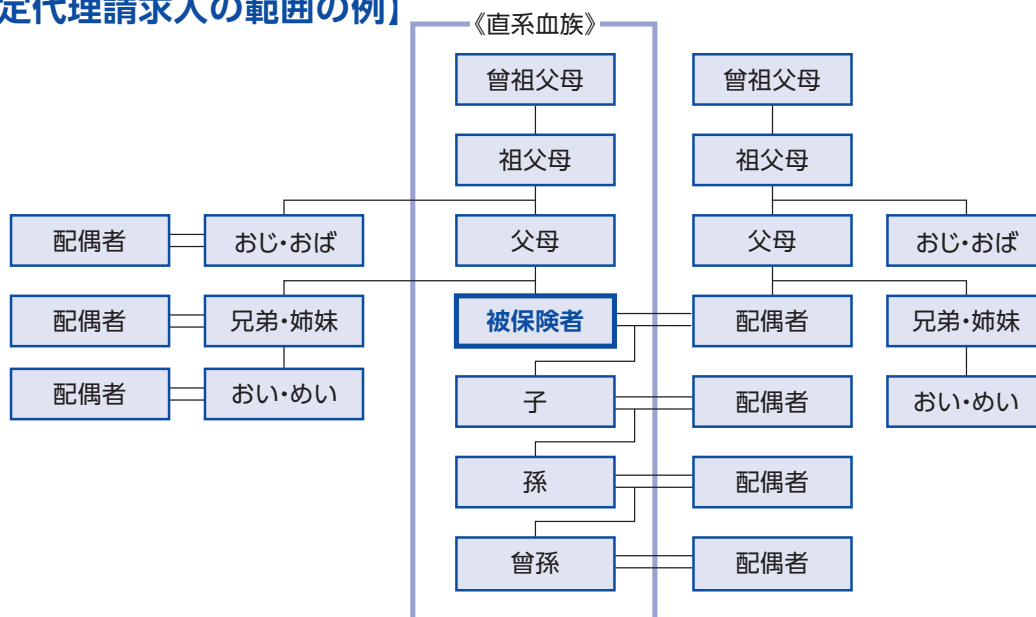 定代理請求人の範囲の例】
《直系血族》
曾祖父母 曾祖父母
祖父母 祖父母
配偶者 おじ・おば 父母 父母 おじ・おば
配偶者 兄弟・姉妹 被保険者 配偶者 兄弟・姉妹
配偶者 おい・めい 子 配偶者 おい・めい
孫 配偶者
曾孫 配偶者